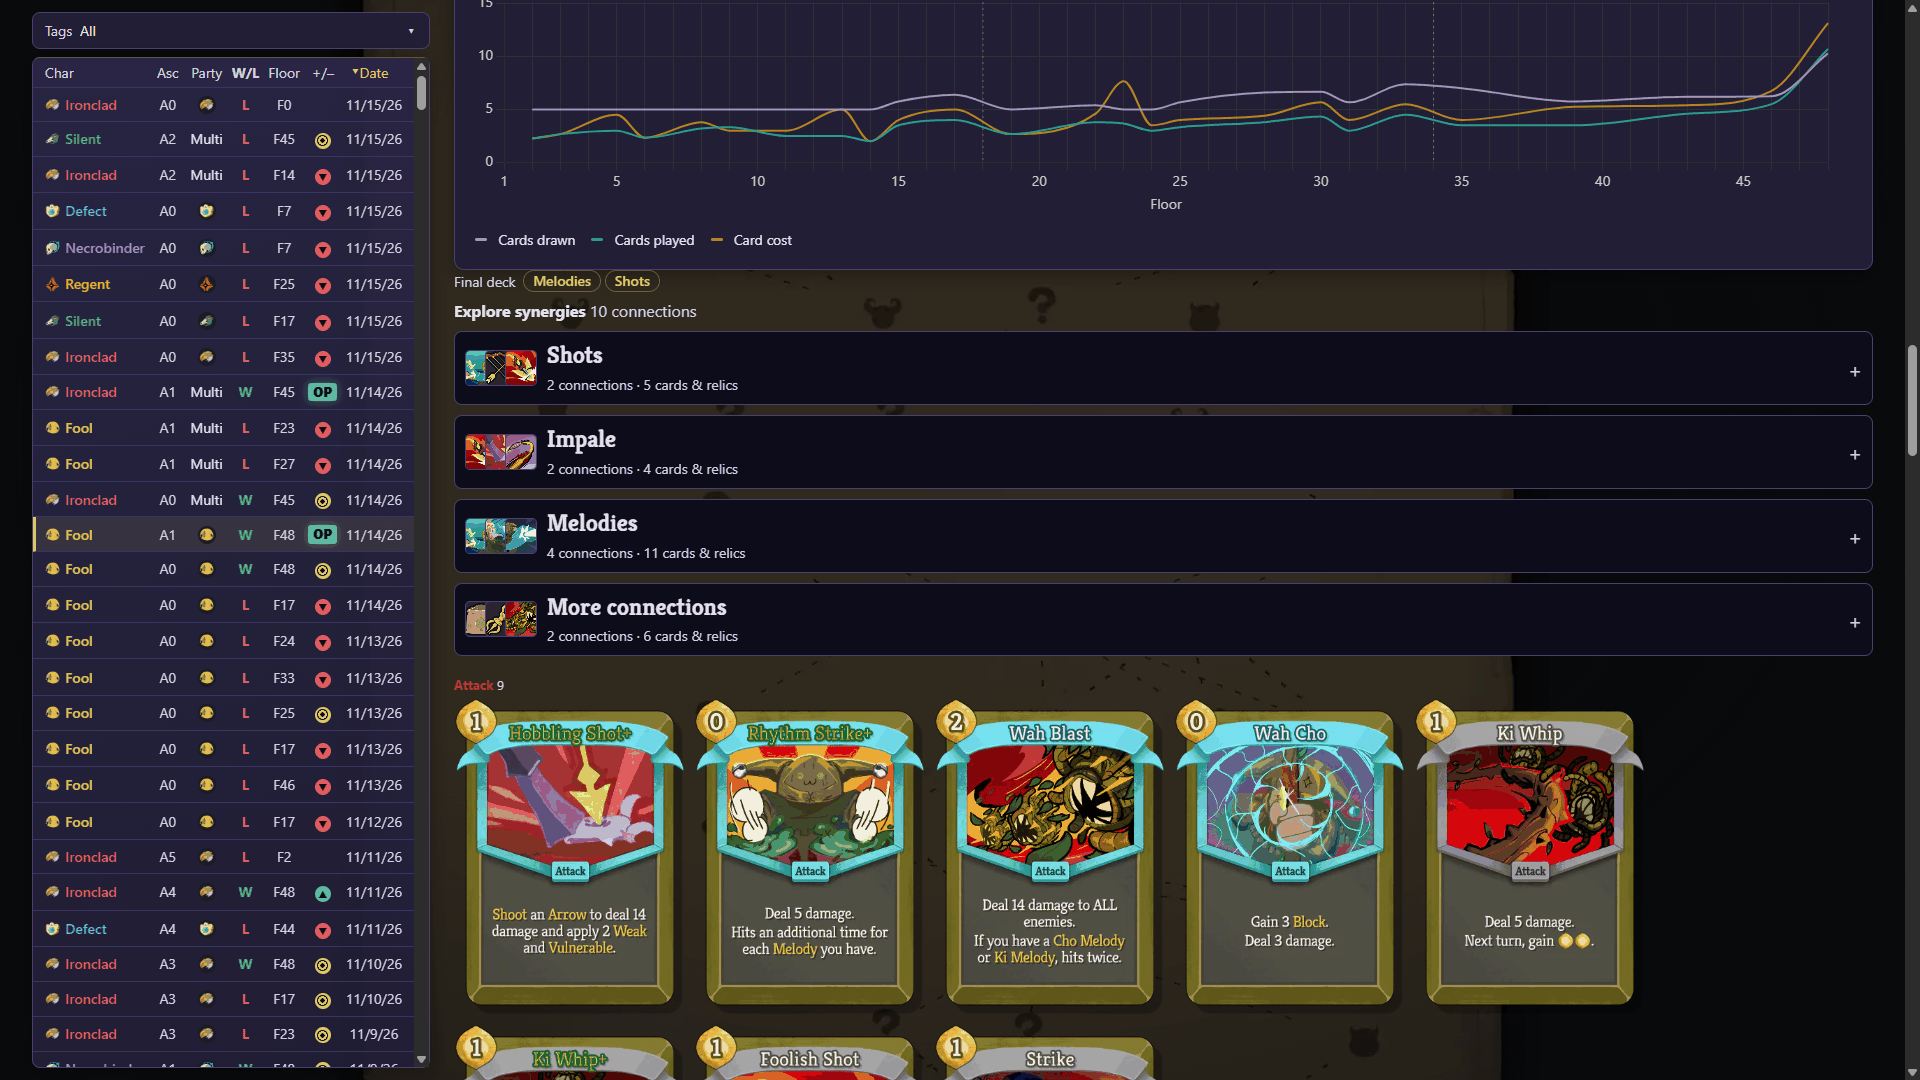 Tags All
Char Asc Party W/L Floor +/– Date
Ironclad A0 L F0 11/15/26
Silent A2 Multi L F45 11/15/26
Ironclad A2 Multi L F14 11/15/26
Defect A0 L F7 11/15/26
Necrobinder A0 L F7 11/15/26
Regent A0 L F25 11/15/26
Silent A0 L F17 11/15/26
Ironclad A0 L F35 11/15/26
Ironclad A1 Multi W F45 OP 11/14/26
Fool A1 Multi L F23 11/14/26
Fool A1 Multi L F27 11/14/26
Ironclad A0 Multi W F45 11/14/26
Fool A1 W F48 OP 11/14/26
Fool A0 W F48 11/14/26
Fool A0 L F17 11/14/26
Fool A0 L F24 11/13/26
Fool A0 L F33 11/13/26
Fool A0 L F25 11/13/26
Fool A0 L F17 11/13/26
Fool A0 L F46 11/13/26
Fool A0 L F17 11/12/26
Ironclad A5 L F2 11/11/26
Ironclad A4 W F48 11/11/26
Defect A4 L F44 11/11/26
Ironclad A3 W F48 11/10/26
Ironclad A3 L F17 11/10/26
Ironclad A3 L F23 11/9/26
15
10
5
0
1 5 10 15 20 25 30 35 40 45
Floor
Cards drawn Cards played Card cost
Final deck Melodies Shots
Explore synergies 10 connections
Shots
2 connections · 5 cards & relics
+
Impale
2 connections · 4 cards & relics
+
Melodies
4 connections · 11 cards & relics
+
More connections
2 connections · 6 cards & relics
+
Attack 9
1
Hobbling Shot+
Attack
Shoot an Arrow to deal 14
damage and apply 2 Weak
and Vulnerable.
0
Rhythm Strike+
Attack
Deal 5 damage.
Hits an additional time for
each Melody you have.
2
Wah Blast
Attack
Deal 14 damage to ALL
enemies.
If you have a Cho Melody
or Ki Melody, hits twice.
0
Wah Cho
Attack
Gain 3 Block.
Deal 3 damage.
1
Ki Whip
Attack
Deal 5 damage.
Next turn, gain .
1
Ki Whip+
1
Foolish Shot
1
Strike